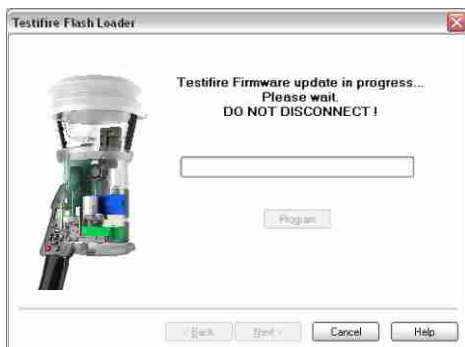 Testifire Flash Loader
Testifire Firmware update in progress...
Please wait.
DO NOT DISCONNECT !
Program
< Back Next > Cancel Help